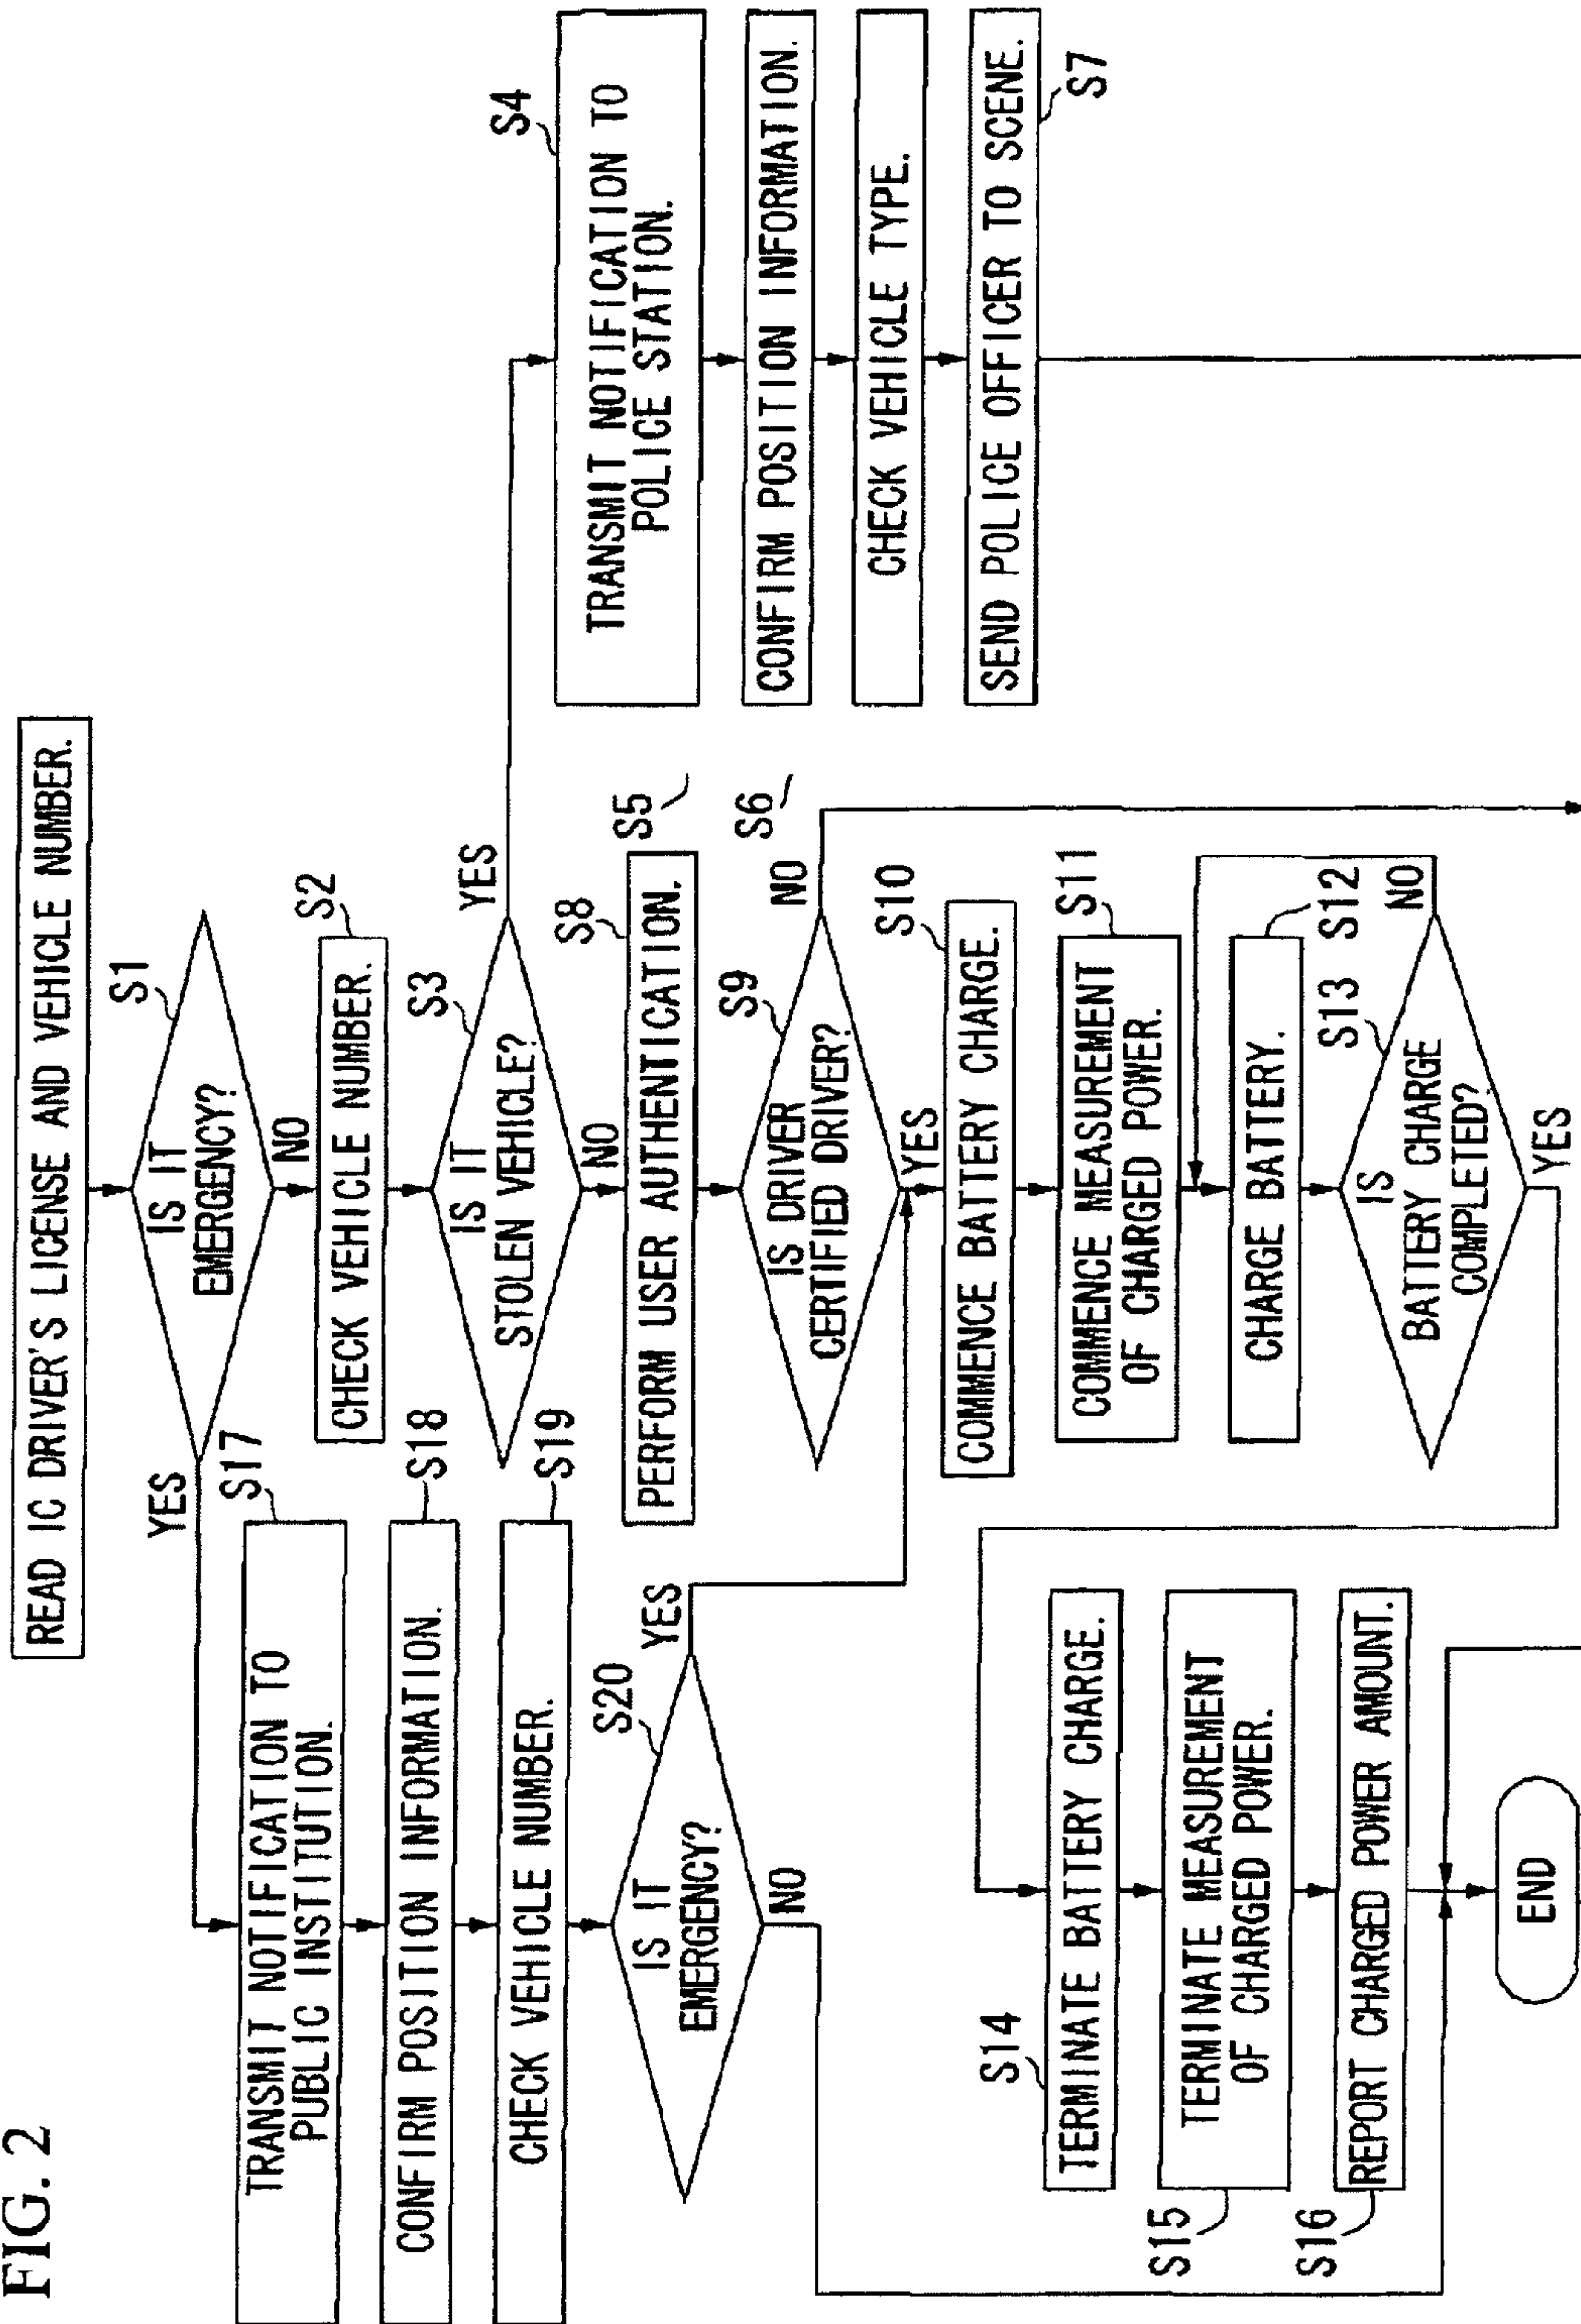 FIG. 2
READ IC DRIVER'S LICENSE AND VEHICLE NUMBER.
S1
IS IT
EMERGENCY?
YES
NO
S2
CHECK VEHICLE NUMBER.
S3
IS IT
STOLEN VEHICLE?
YES
NO
S4
TRANSMIT NOTIFICATION TO
POLICE STATION.
S5
CONFIRM POSITION INFORMATION.
S6
CHECK VEHICLE TYPE.
SEND POLICE OFFICER TO SCENE.
S7
S8
PERFORM USER AUTHENTICATION.
S9
IS DRIVER
CERTIFIED DRIVER?
NO
YES
S10
COMMENCE BATTERY CHARGE.
S11
COMMENCE MEASUREMENT
OF CHARGED POWER.
CHARGE BATTERY.
S12
S13
IS
BATTERY CHARGE
COMPLETED?
NO
YES
S17
TRANSMIT NOTIFICATION TO
PUBLIC INSTITUTION.
S18
CONFIRM POSITION INFORMATION.
S19
CHECK VEHICLE NUMBER.
S20
IS IT
EMERGENCY?
YES
NO
S14
TERMINATE BATTERY CHARGE.
TERMINATE MEASUREMENT
OF CHARGED POWER.
S15
REPORT CHARGED POWER AMOUNT.
S16
END